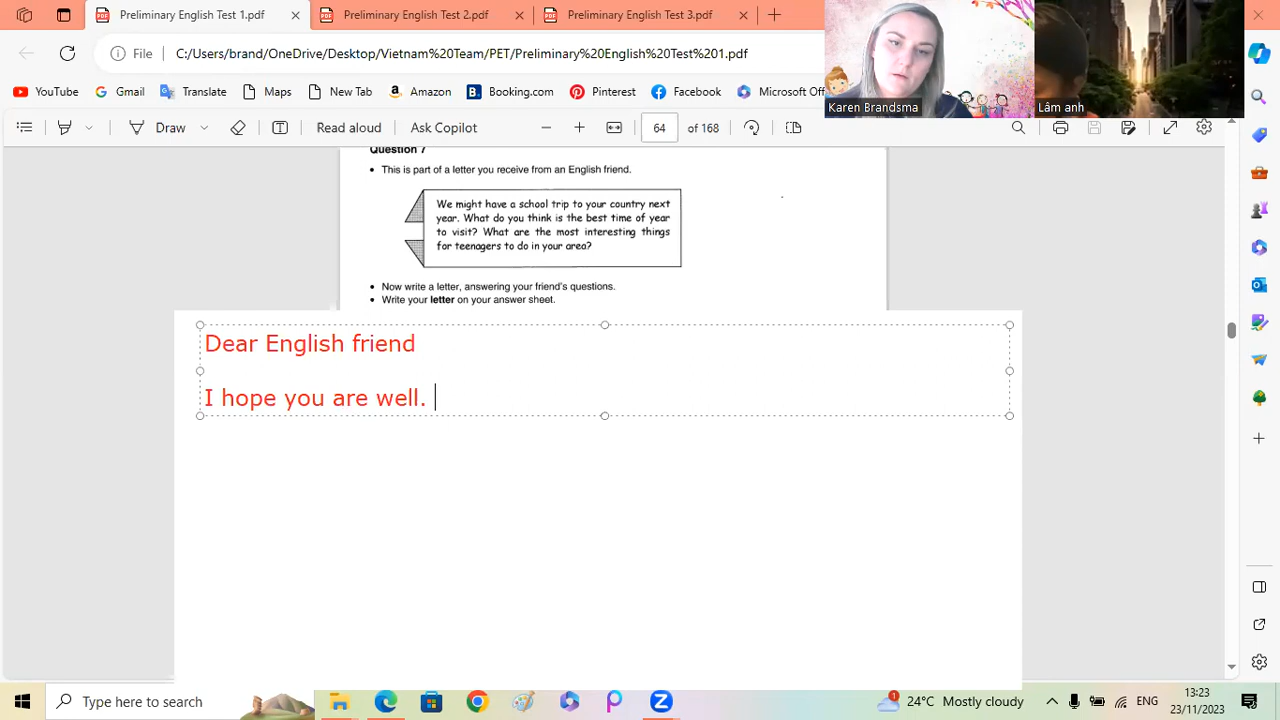 Preliminary English Test 1.pdf
Preliminary English Test 2.pdf
Preliminary English Test 3.pdf
File
C:/Users/brand/OneDrive/Desktop/Vietnam%20Team/PET/Preliminary%20English%20Test%201.pdf
YouTube
Gmail
Translate
Maps
New Tab
Amazon
Booking.com
Pinterest
Facebook
Microsoft Off
Draw
Read aloud
Ask Copilot
64 of 168
Karen Brandsma
Lâm anh
Question 7
• This is part of a letter you receive from an English friend.
We might have a school trip to your country next
year. What do you think is the best time of year
to visit? What are the most interesting things
for teenagers to do in your area?
• Now write a letter, answering your friend's questions.
• Write your letter on your answer sheet.
Dear English friend
I hope you are well.
Type here to search
1
24°C Mostly cloudy
ENG
13:23
23/11/2023